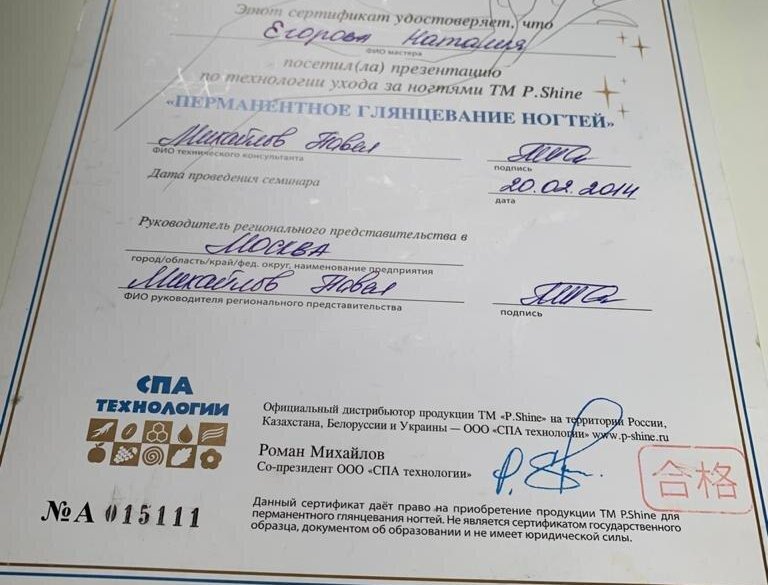 Этот сертификат удостоверяет, что
Егорова Наталия
ФИО мастера
посетил(ла) презентацию
по технологии ухода за ногтями ТМ P.Shine
«ПЕРМАНЕНТНОЕ ГЛЯНЦЕВАНИЕ НОГТЕЙ»
Михайлов Павел
ФИО технического консультанта
подпись
Дата проведения семинара
20.02.2014
дата
Руководитель регионального представительства в
Москва
город/область/край/фед. округ, наименование предприятия
Михайлов Павел
ФИО руководителя регионального представительства
подпись
СПА
ТЕХНОЛОГИИ
Официальный дистрибьютор продукции ТМ «P.Shine» на территории России,
Казахстана, Белоруссии и Украины — ООО «СПА технологии» www.p-shine.ru
Роман Михайлов
Со-президент ООО «СПА технологии»
合格
№А 015111
Данный сертификат даёт право на приобретение продукции ТМ P.Shine для
перманентного глянцевания ногтей. Не является сертификатом государственного
образца, документом об образовании и не имеет юридической силы.